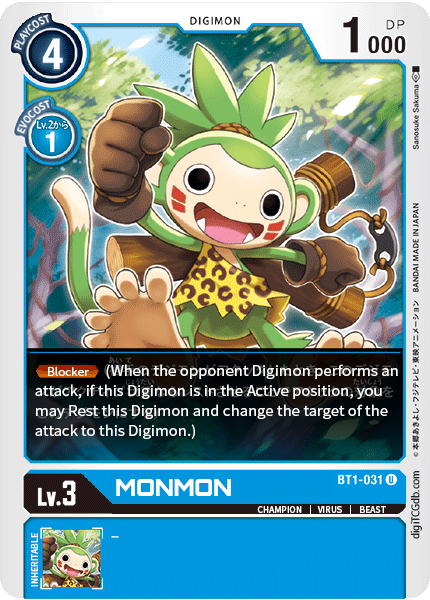 DIGIMON
PLAYCOST
4
DP
1000
EVOCOST
Lv.2から
1
Sanosuke Sakuma
© 本郷あきよし・フジテレビ・東映アニメーション BANDAI MADE IN JAPAN
Blocker (When the opponent Digimon performs an
attack, if this Digimon is in the Active position, you
may Rest this Digimon and change the target of the
attack to this Digimon.)
Lv.3 MONMON
BT1-031 U
CHAMPION | VIRUS | BEAST
digiTCGdb.com
INHERITABLE
–